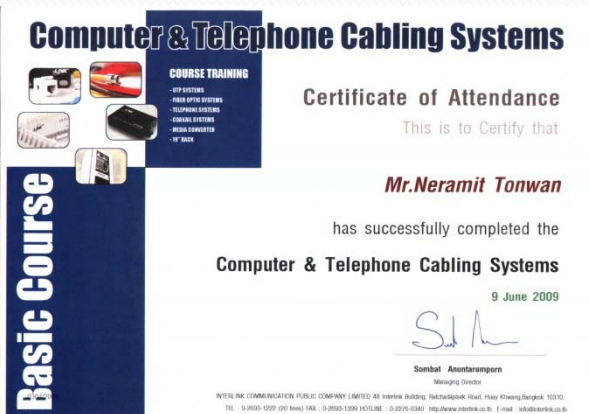 Computer & Telephone Cabling Systems
COURSE TRAINING
- UTP SYSTEMS
- FIBER OPTIC SYSTEMS
- TELEPHONE SYSTEMS
- COAXAIL SYSTEMS
- MEDIA CONVERTER
- 19" RACK
Basic Course
Certificate of Attendance
This is to Certify that
Mr.Neramit Tonwan
has successfully completed the
Computer & Telephone Cabling Systems
9 June 2009
Sombat Anuntarumporn
Managing Director
INTERLINK COMMUNICATION PUBLIC COMPANY LIMITED 48 Interlink Building, Ratchadapisek Road, Huay Khwang,Bangkok 10310,
TEL : 0-2693-1222 (20 lines) FAX : 0-2693-1399 HOTLINE : 0-2276-0340 http://www.interlink.co.th E-mail : info@interlink.co.th